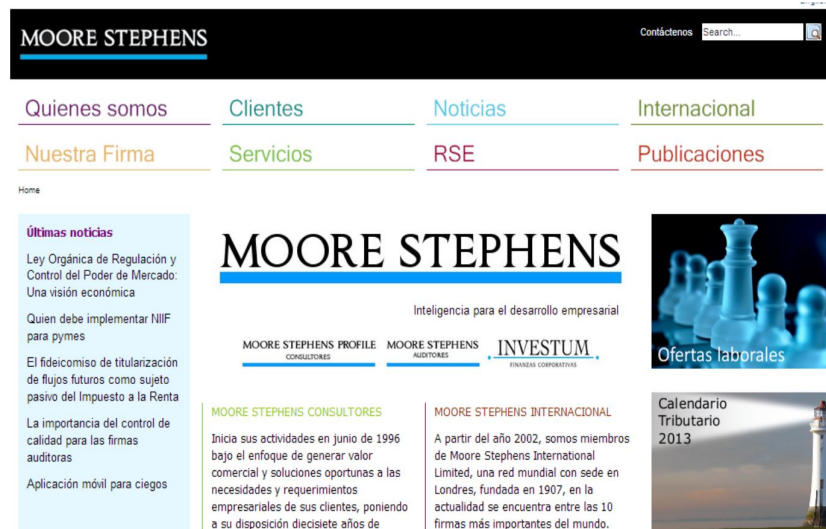 MOORE STEPHENS
Contáctenos Search...
Quienes somos Clientes Noticias Internacional
Nuestra Firma Servicios RSE Publicaciones
Home
Últimas noticias
Ley Orgánica de Regulación y
Control del Poder de Mercado:
Una visión económica
Quien debe implementar NIIF
para pymes
El fideicomiso de titularización
de flujos futuros como sujeto
pasivo del Impuesto a la Renta
La importancia del control de
calidad para las firmas
auditoras
Aplicación móvil para ciegos
MOORE STEPHENS
Inteligencia para el desarrollo empresarial
MOORE STEPHENS PROFILE
CONSULTORES
MOORE STEPHENS
AUDITORES
INVESTUM
FINANZAS CORPORATIVAS
MOORE STEPHENS CONSULTORES
Inicia sus actividades en junio de 1996
bajo el enfoque de generar valor
comercial y soluciones oportunas a las
necesidades y requerimientos
empresariales de sus clientes, poniendo
a su disposición diecisiete años de
MOORE STEPHENS INTERNACIONAL
A partir del año 2002, somos miembros
de Moore Stephens International
Limited, una red mundial con sede en
Londres, fundada en 1907, en la
actualidad se encuentra entre las 10
firmas más importantes del mundo.
Ofertas laborales
Calendario
Tributario
2013